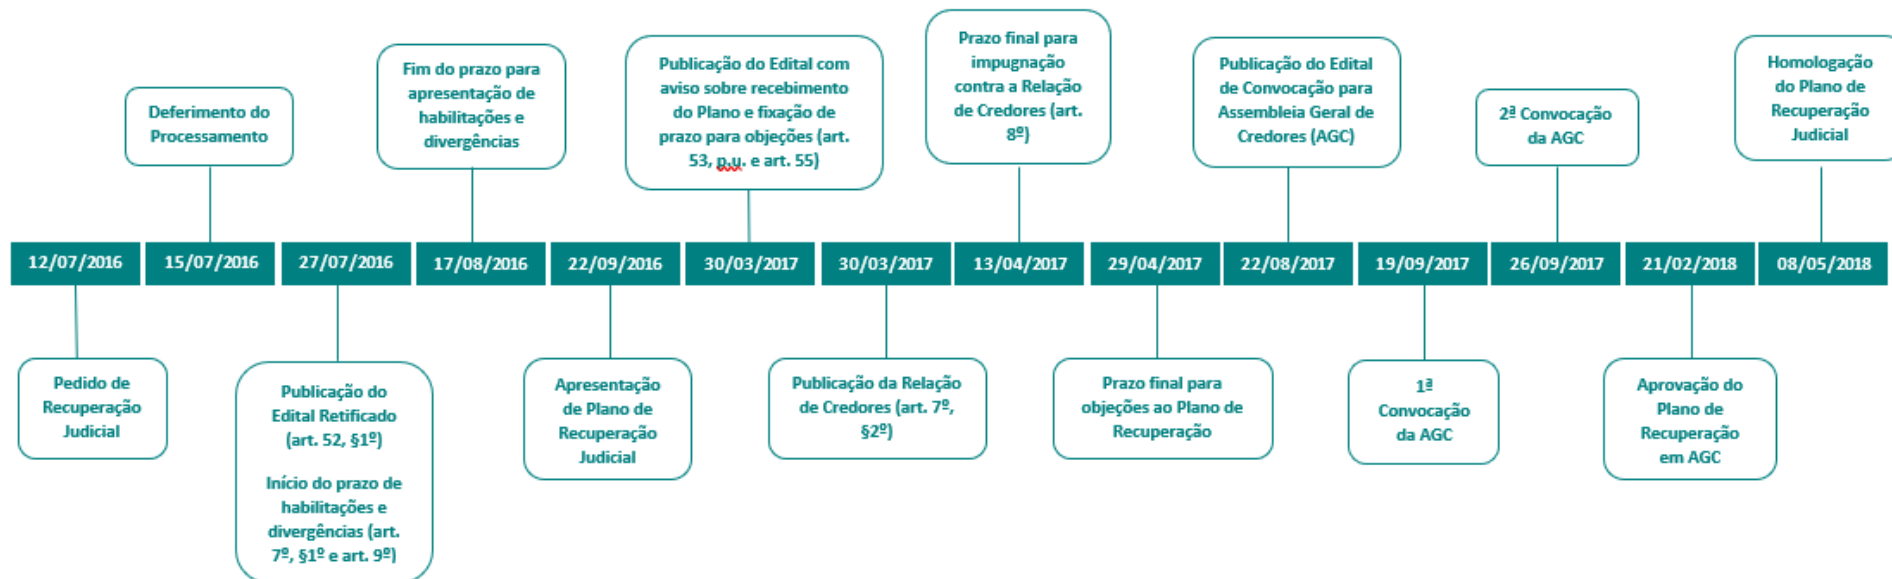 Deferimento do
Processamento
Fim do prazo para
apresentação de
habilitações e
divergências
Publicação do Edital com
aviso sobre recebimento
do Plano e fixação de
prazo para objeções (art.
53, p.u. e art. 55)
Prazo final para
impugnação
contra a Relação
de Credores (art.
8º)
Publicação do Edital
de Convocação para
Assembleia Geral de
Credores (AGC)
2ª Convocação
da AGC
Homologação
do Plano de
Recuperação
Judicial
12/07/2016
15/07/2016
27/07/2016
17/08/2016
22/09/2016
30/03/2017
30/03/2017
13/04/2017
29/04/2017
22/08/2017
19/09/2017
26/09/2017
21/02/2018
08/05/2018
Pedido de
Recuperação
Judicial
Publicação do
Edital Retificado
(art. 52, §1º)
Início do prazo de
habilitações e
divergências (art.
7º, §1º e art. 9º)
Apresentação
de Plano de
Recuperação
Judicial
Publicação da Relação
de Credores (art. 7º,
§2º)
Prazo final para
objeções ao Plano de
Recuperação
1ª
Convocação
da AGC
Aprovação do
Plano de
Recuperação
em AGC